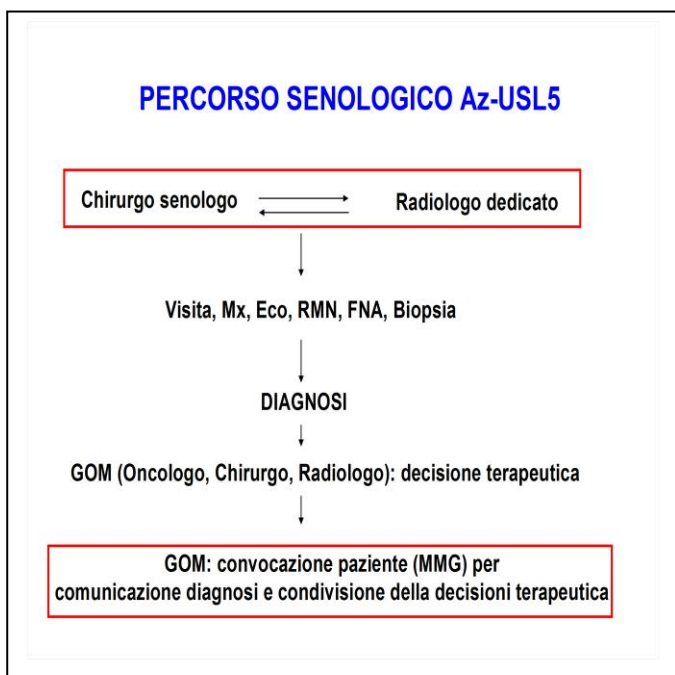 PERCORSO SENOLOGICO Az-USL5
Chirurgo senologo Radiologo dedicato
Visita, Mx, Eco, RMN, FNA, Biopsia
DIAGNOSI
GOM (Oncologo, Chirurgo, Radiologo): decisione terapeutica
GOM: convocazione paziente (MMG) per
comunicazione diagnosi e condivisione della decisioni terapeutica